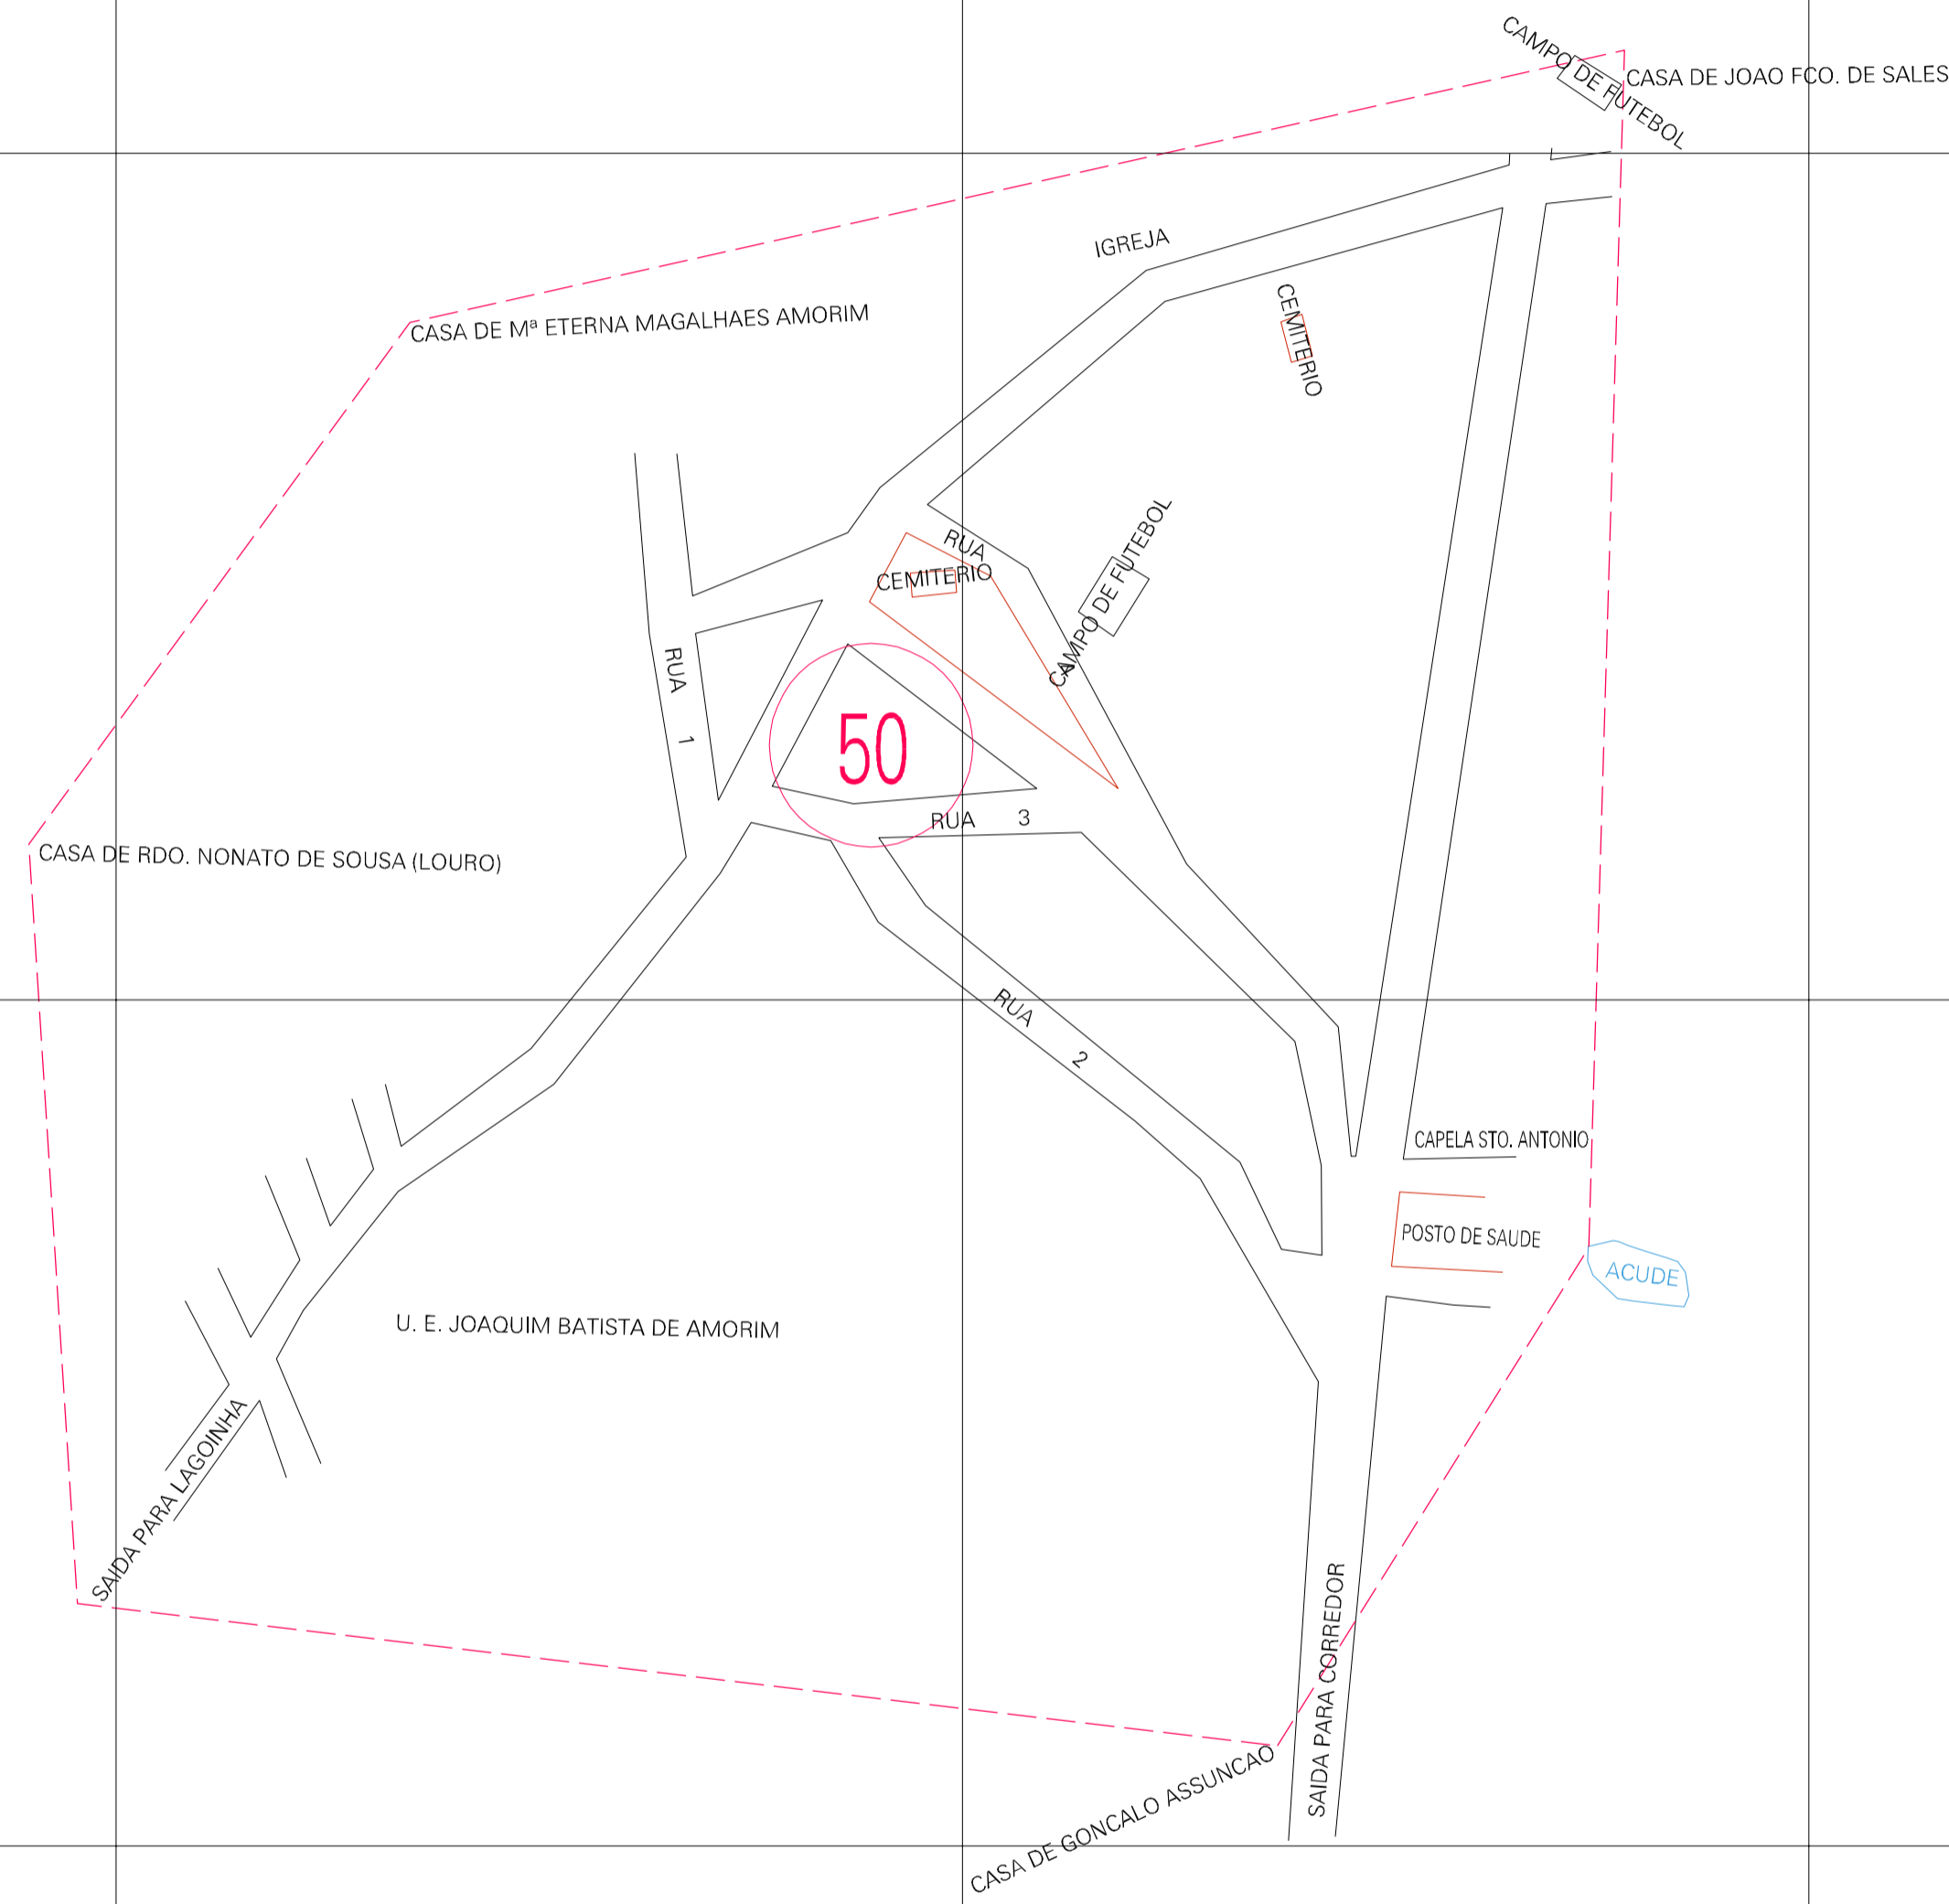 CAMPO DE FUTEBOL
CASA DE JOAO FCO. DE SALES
IGREJA
CASA DE Mª ETERNA MAGALHAES AMORIM
CEMITERIO
RUA
CEMITERIO
CAMPO DE FUTEBOL
RUA 1
50
RUA 3
CASA DE RDO. NONATO DE SOUSA (LOURO)
RUA 2
CAPELA STO. ANTONIO
POSTO DE SAUDE
ACUDE
U. E. JOAQUIM BATISTA DE AMORIM
SAIDA PARA LAGOINHA
SAIDA PARA CORREDOR
CASA DE GONCALO ASSUNCAO